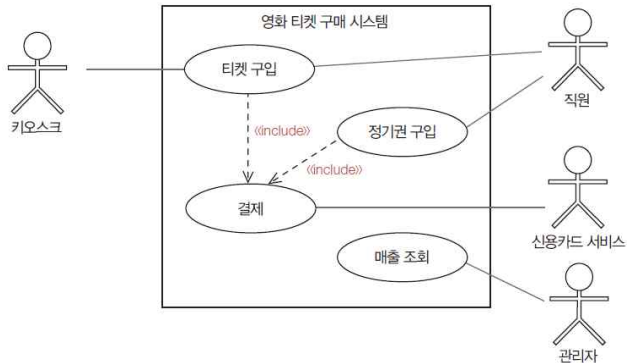 영화 티켓 구매 시스템
티켓 구입
키오스크
직원
«include»
정기권 구입
«include»
결제
신용카드 서비스
매출 조회
관리자